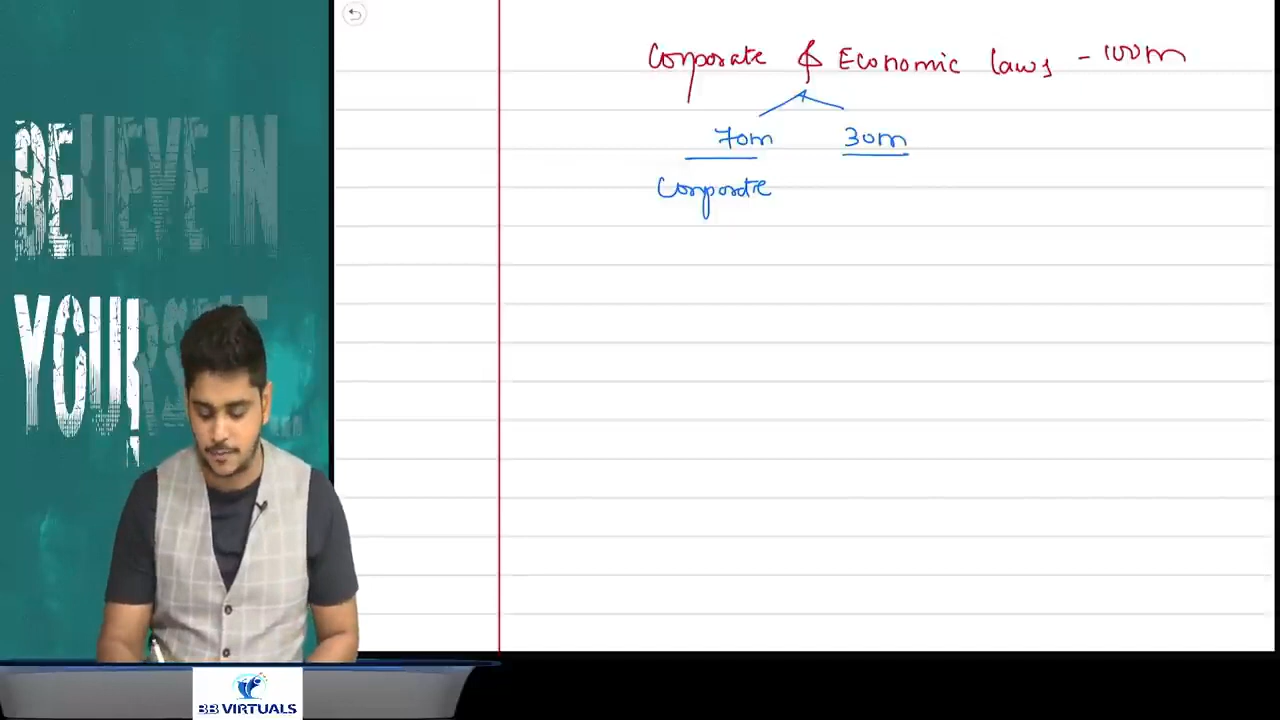 BELIEVE IN
YOURSELF
Corporate & Economic laws - 100m
70m 30m
Corporate
BB VIRTUALS